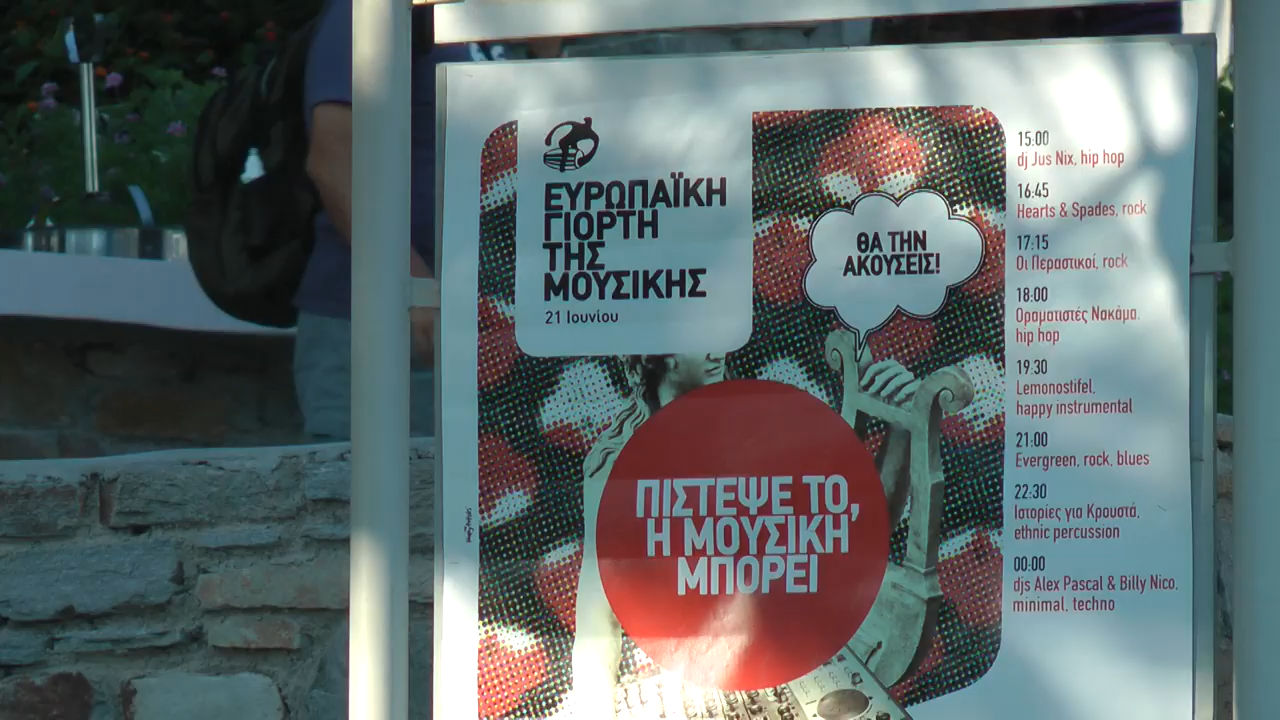 ΕΥΡΩΠΑΪΚΗ
ΓΙΟΡΤΗ
ΤΗΣ
ΜΟΥΣΙΚΗΣ
21 Ιουνίου
ΘΑ ΤΗΝ
ΑΚΟΥΣΕΙΣ!
ΠΙΣΤΕΨΕ ΤΟ,
Η ΜΟΥΣΙΚΗ
ΜΠΟΡΕΙ
15:00
dj Jus Nix, hip hop
16:45
Hearts & Spades, rock
17:15
Οι Περαστικοί, rock
18:00
Οραματιστές Νακάμα,
hip hop
19:30
Lemonostifel,
happy instrumental
21:00
Evergreen, rock, blues
22:30
Ιστορίες για Κρουστά,
ethnic percussion
00:00
djs Alex Pascal & Billy Nico,
minimal, techno